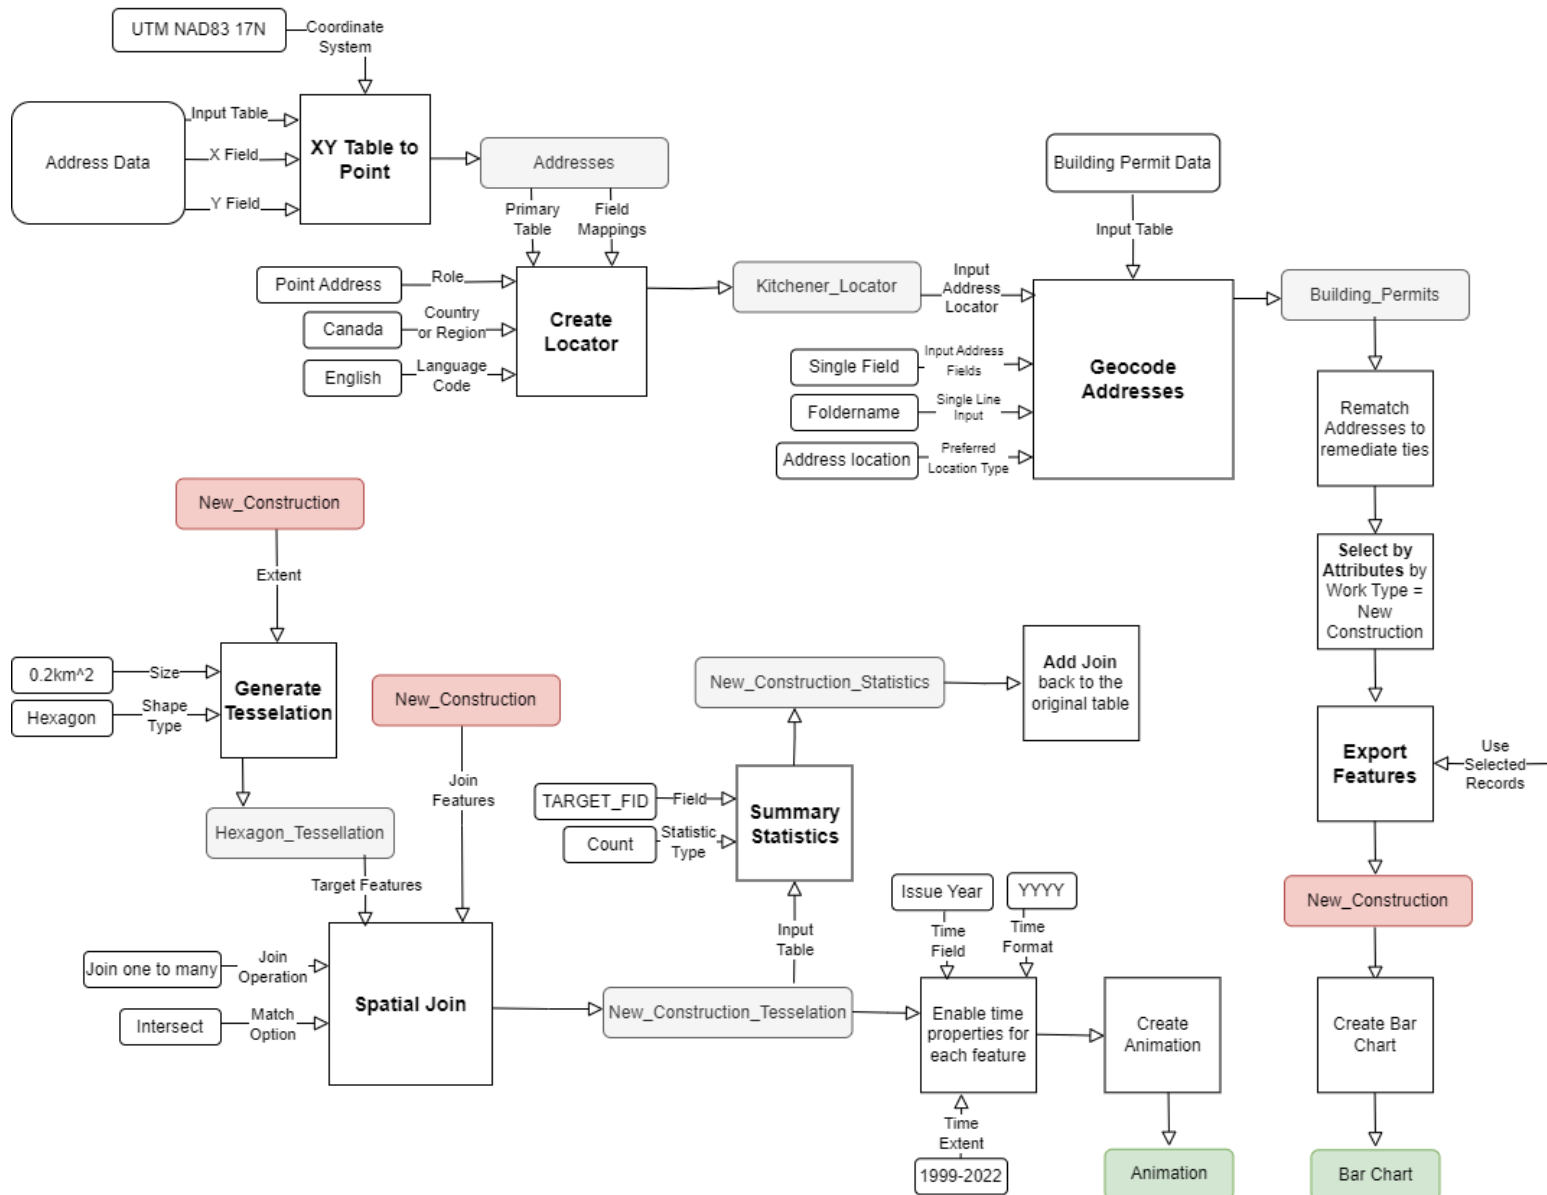 UTM NAD83 17N
Coordinate
System
Address Data
Input Table
X Field
Y Field
XY Table to
Point
Addresses
Primary
Table
Field
Mappings
Point Address
Role
Canada
Country
or Region
English
Language
Code
Create
Locator
Kitchener_Locator
Input
Address
Locator
Building Permit Data
Input Table
Single Field
Input Address
Fields
Foldername
Single Line
Input
Address location
Preferred
Location Type
Geocode
Addresses
Building_Permits
Rematch
Addresses to
remediate ties
Select by
Attributes by
Work Type =
New
Construction
Export
Features
Use
Selected
Records
New_Construction
Create Bar
Chart
Bar Chart
New_Construction
Extent
0.2km^2
Size
Hexagon
Shape
Type
Generate
Tesselation
Hexagon_Tessellation
Target Features
New_Construction
Join
Features
Join one to many
Join
Operation
Intersect
Match
Option
Spatial Join
New_Construction_Tesselation
Input
Table
TARGET_FID
Field
Count
Statistic
Type
Summary
Statistics
New_Construction_Statistics
Add Join
back to the
original table
Issue Year
Time
Field
YYYY
Time
Format
Enable time
properties for
each feature
Time
Extent
1999-2022
Create
Animation
Animation